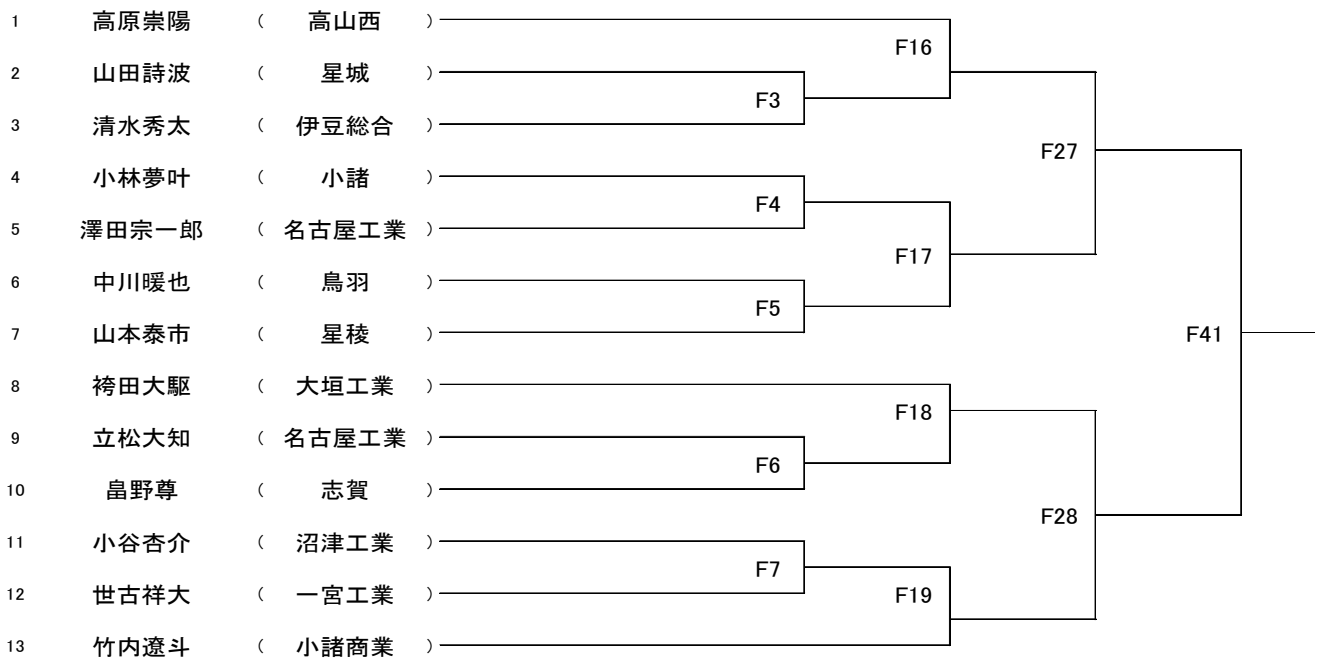 1 高原崇陽 （ 高山西 ）
F16
2 山田詩波 （ 星城 ）
F3
3 清水秀太 （ 伊豆総合 ）
F27
4 小林夢叶 （ 小諸 ）
F4
5 澤田宗一郎 （ 名古屋工業 ）
F17
6 中川暖也 （ 鳥羽 ）
F5
7 山本泰市 （ 星稜 ）
F41
8 袴田大駆 （ 大垣工業 ）
F18
9 立松大知 （ 名古屋工業 ）
F6
10 畠野尊 （ 志賀 ）
F28
11 小谷杏介 （ 沼津工業 ）
F7
12 世古祥大 （ 一宮工業 ）
F19
13 竹内遼斗 （ 小諸商業 ）